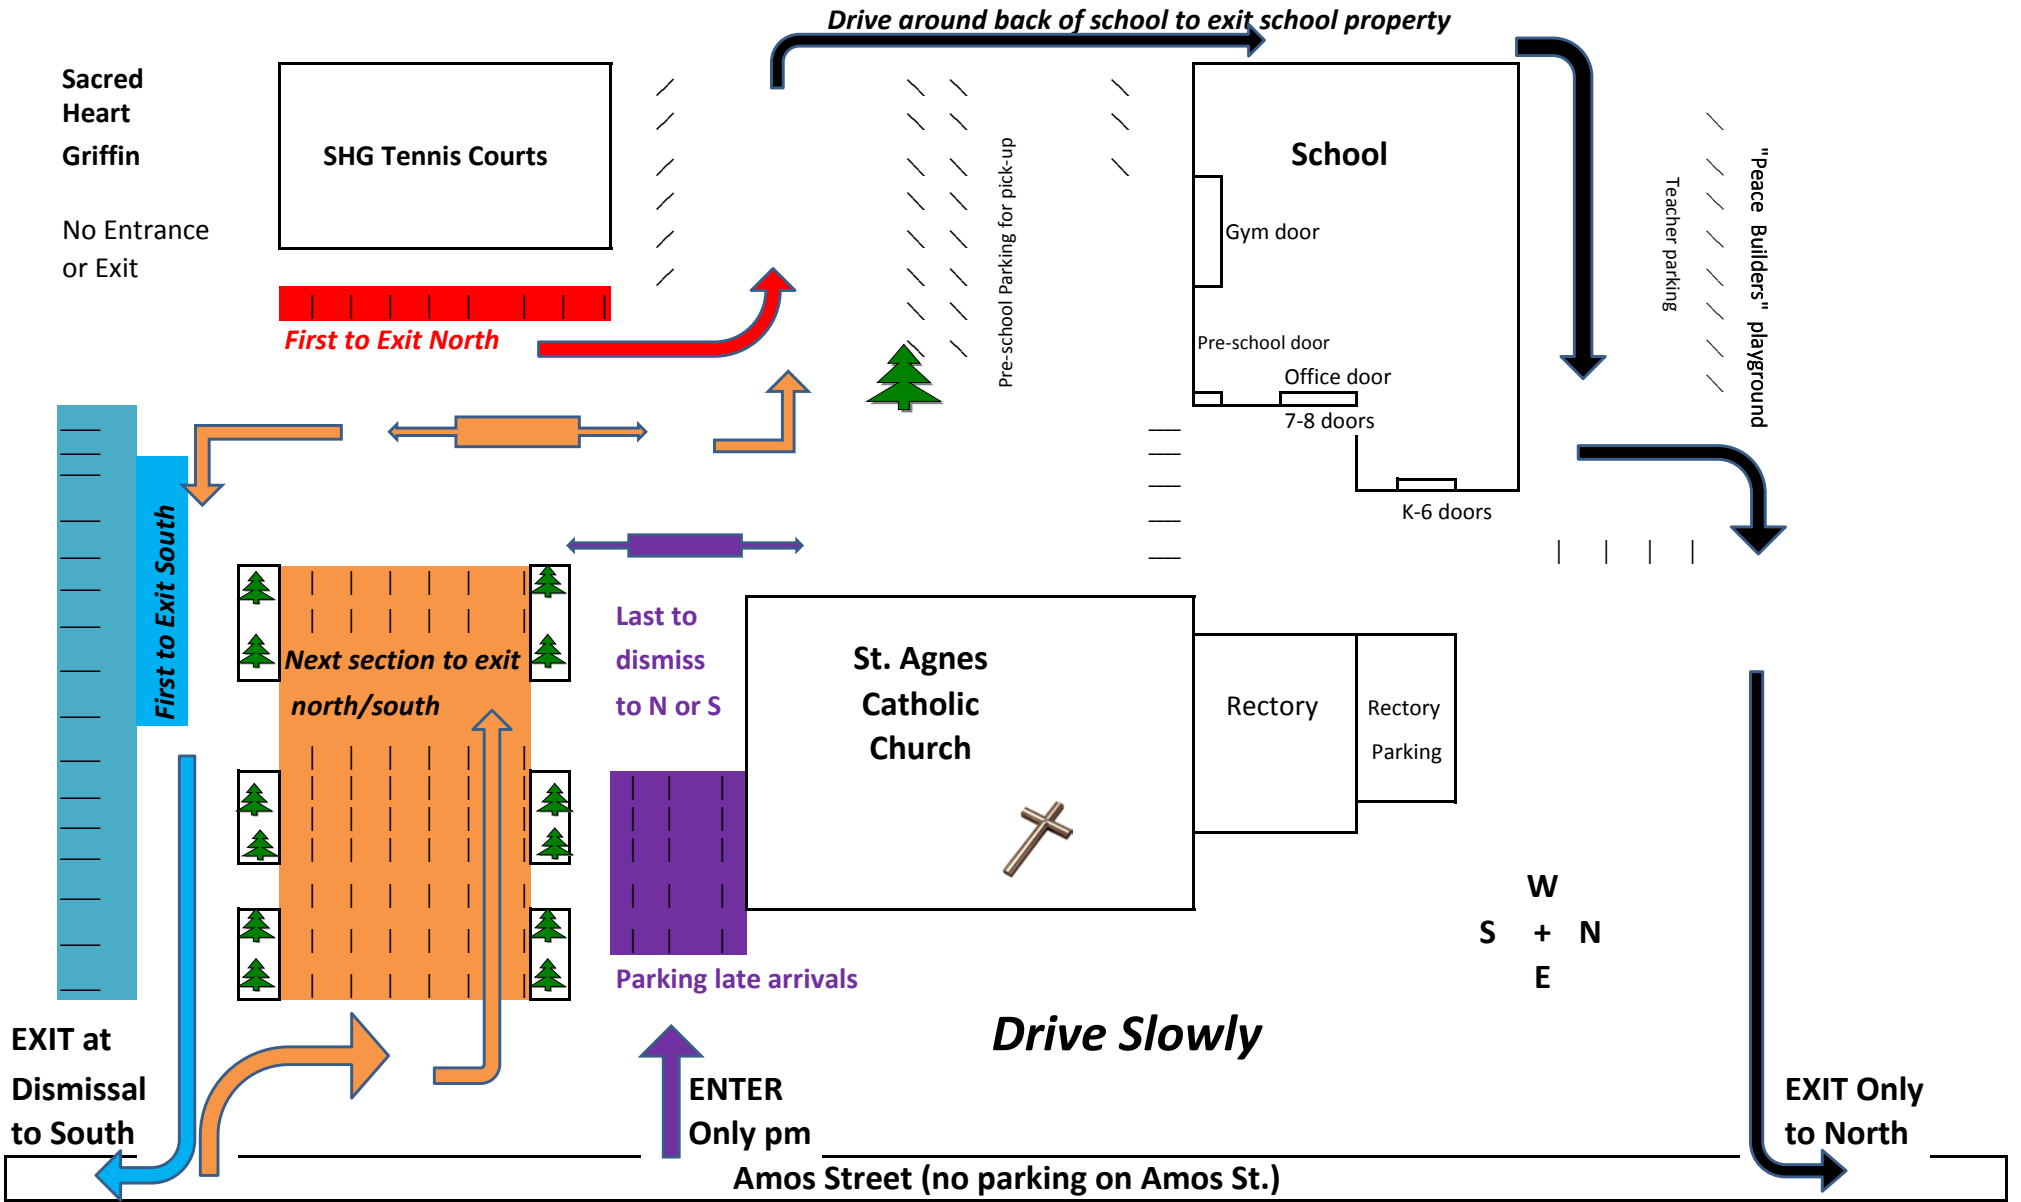 Drive around back of school to exit school property
Sacred
Heart
Griffin
No Entrance
or Exit
SHG Tennis Courts
First to Exit North
Pre-school Parking for pick-up
School
Gym door
Pre-school door
Office door
7-8 doors
K-6 doors
Teacher parking
"Peace Builders" playground
First to Exit South
Next section to exit
north/south
Last to
dismiss
to N or S
St. Agnes
Catholic
Church
Rectory
Rectory
Parking
W
S + N
E
Parking late arrivals
Drive Slowly
EXIT at
Dismissal
to South
ENTER
Only pm
EXIT Only
to North
Amos Street (no parking on Amos St.)